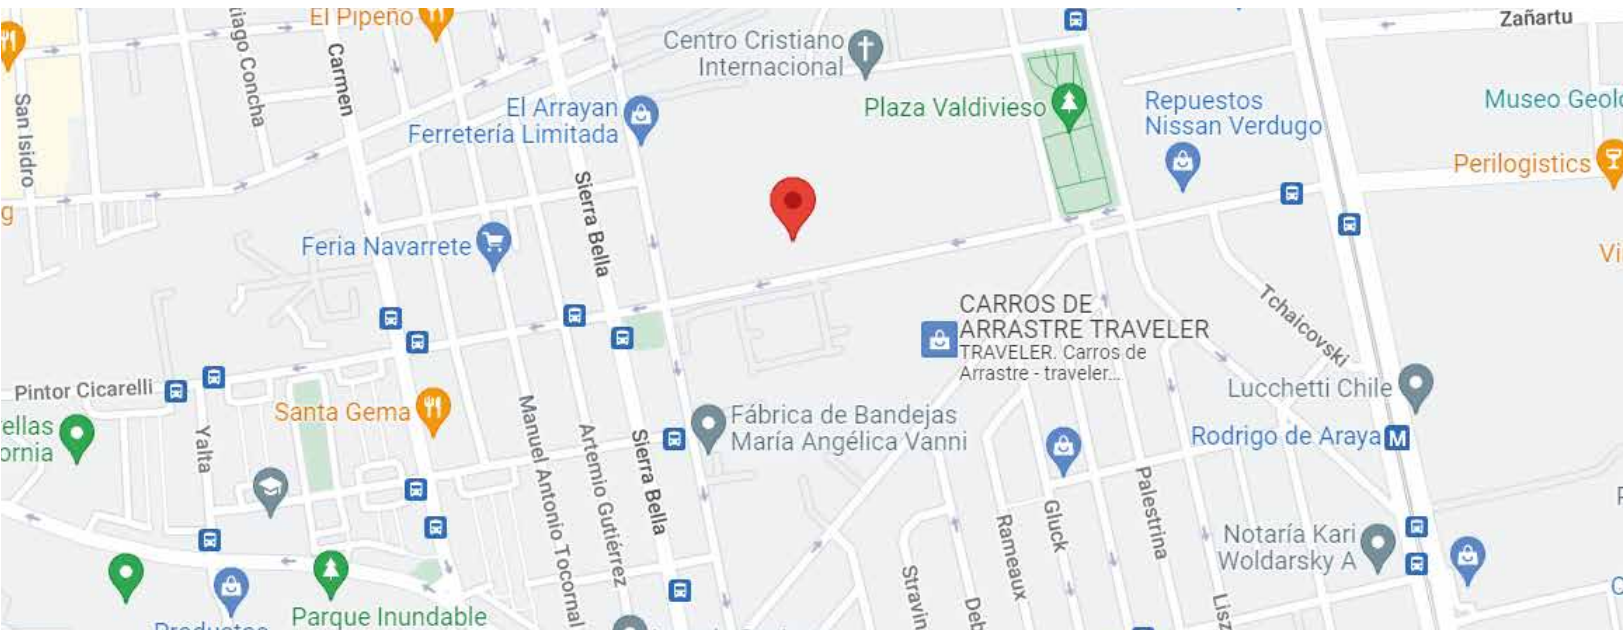 El Pipeño
Zañartu
Centro Cristiano
Internacional
Carmen
San Isidro
El Arrayan
Ferretería Limitada
Plaza Valdivieso
Repuestos
Nissan Verdugo
Perilogistics
Sierra Bella
Feria Navarrete
Tchaicovski
CARROS DE
ARRASTRE TRAVELER
TRAVELER. Carros de
Arrastre - traveler...
Pintor Cicarelli
Santa Gema
Lucchetti Chile
Rodrigo de Araya
M
Fábrica de Bandejas
María Angélica Vanni
Yalta
Manuel Antonio Tocornal
Artemio Gutiérrez
Sierra Bella
Palestrina
Gluck
Rameaux
Notaría Kari
Woldarsky A
Parque Inundable